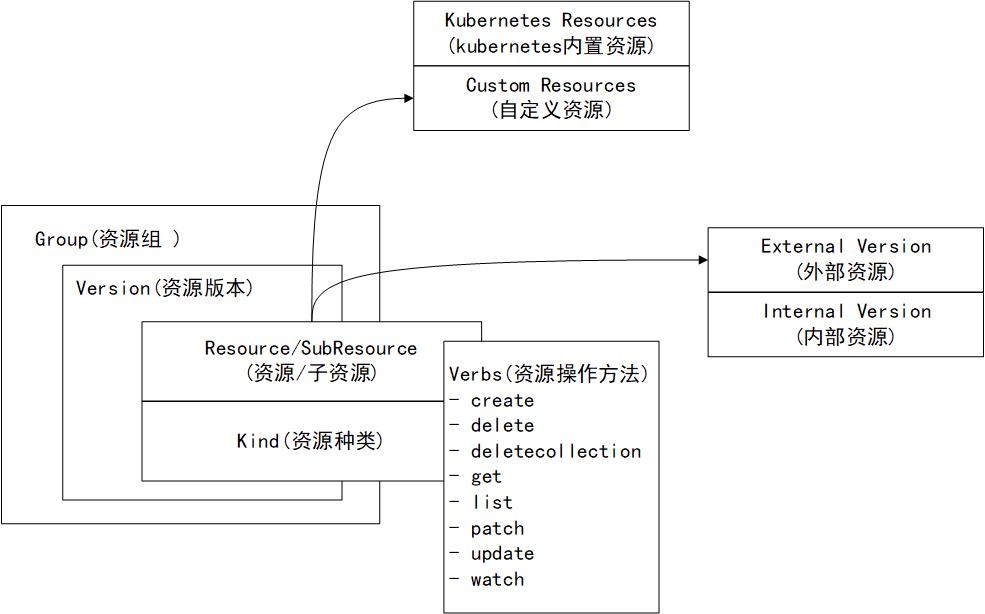 Kubernetes Resources
(kubernetes内置资源)
Custom Resources
(自定义资源)
Group(资源组 )
Version(资源版本)
Resource/SubResource
(资源/子资源)
Kind(资源种类)
Verbs(资源操作方法)
- create
- delete
- deletecollection
- get
- list
- patch
- update
- watch
External Version
(外部资源)
Internal Version
(内部资源)